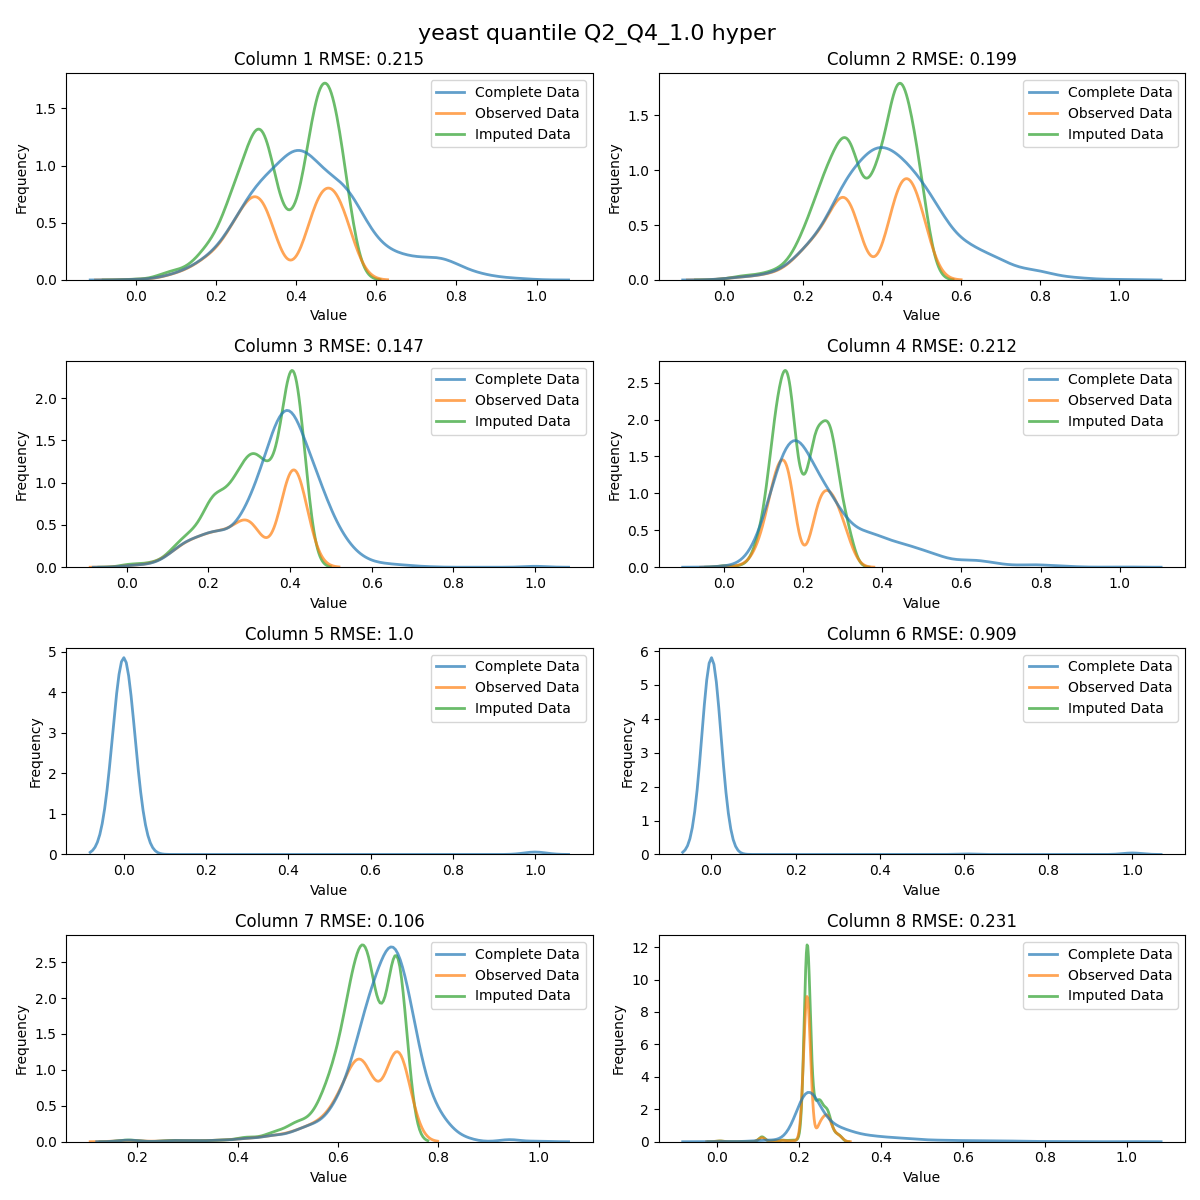 yeast quantile Q2_Q4_1.0 hyper
Column 1 RMSE: 0.215
Complete Data
Observed Data
Imputed Data
Frequency
1.5
1.0
0.5
0.0
0.0 0.2 0.4 0.6 0.8 1.0
Value
Column 2 RMSE: 0.199
Complete Data
Observed Data
Imputed Data
Frequency
1.5
1.0
0.5
0.0
0.0 0.2 0.4 0.6 0.8 1.0
Value
Column 3 RMSE: 0.147
Complete Data
Observed Data
Imputed Data
Frequency
2.0
1.5
1.0
0.5
0.0
0.0 0.2 0.4 0.6 0.8 1.0
Value
Column 4 RMSE: 0.212
Complete Data
Observed Data
Imputed Data
Frequency
2.5
2.0
1.5
1.0
0.5
0.0
0.0 0.2 0.4 0.6 0.8 1.0
Value
Column 5 RMSE: 1.0
Complete Data
Observed Data
Imputed Data
Frequency
5
4
3
2
1
0
0.0 0.2 0.4 0.6 0.8 1.0
Value
Column 6 RMSE: 0.909
Complete Data
Observed Data
Imputed Data
Frequency
6
5
4
3
2
1
0
0.0 0.2 0.4 0.6 0.8 1.0
Value
Column 7 RMSE: 0.106
Complete Data
Observed Data
Imputed Data
Frequency
2.5
2.0
1.5
1.0
0.5
0.0
0.2 0.4 0.6 0.8 1.0
Value
Column 8 RMSE: 0.231
Complete Data
Observed Data
Imputed Data
Frequency
12
10
8
6
4
2
0
0.0 0.2 0.4 0.6 0.8 1.0
Value